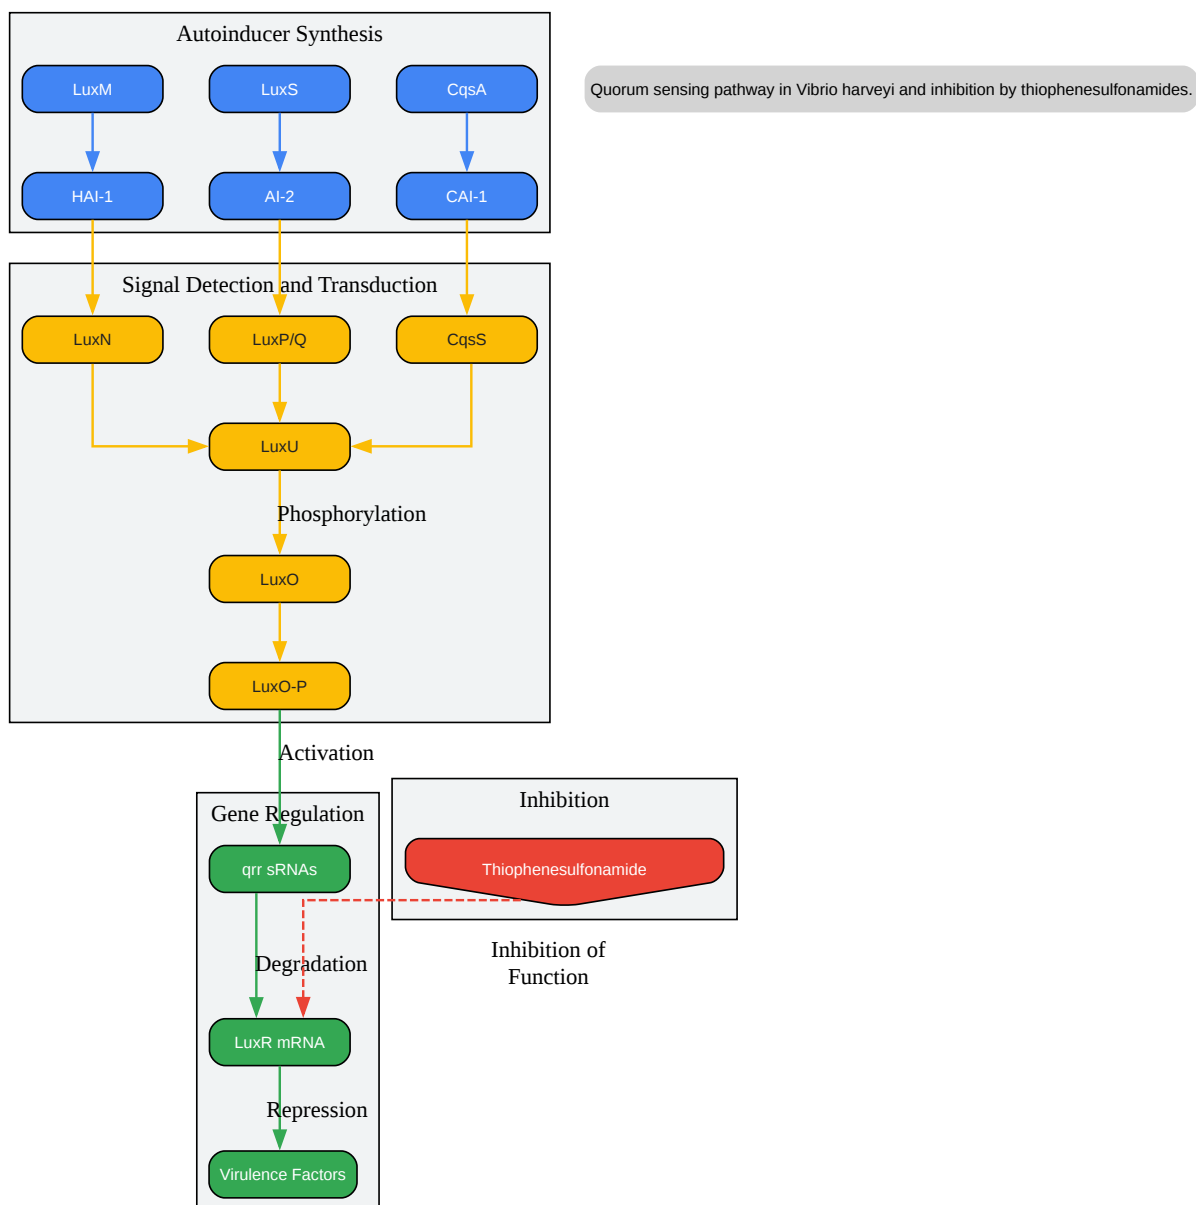 Autoinducer Synthesis
LuxM
LuxS
CqsA
Quorum sensing pathway in Vibrio harveyi and inhibition by thiophenesulfonamides.
HAI-1
AI-2
CAI-1
Signal Detection and Transduction
LuxN
LuxP/Q
CqsS
LuxU
Phosphorylation
LuxO
LuxO-P
Activation
Inhibition
Gene Regulation
qrr sRNAs
Thiophenesulfonamide
Inhibition of
Function
Degradation
LuxR mRNA
Repression
Virulence Factors